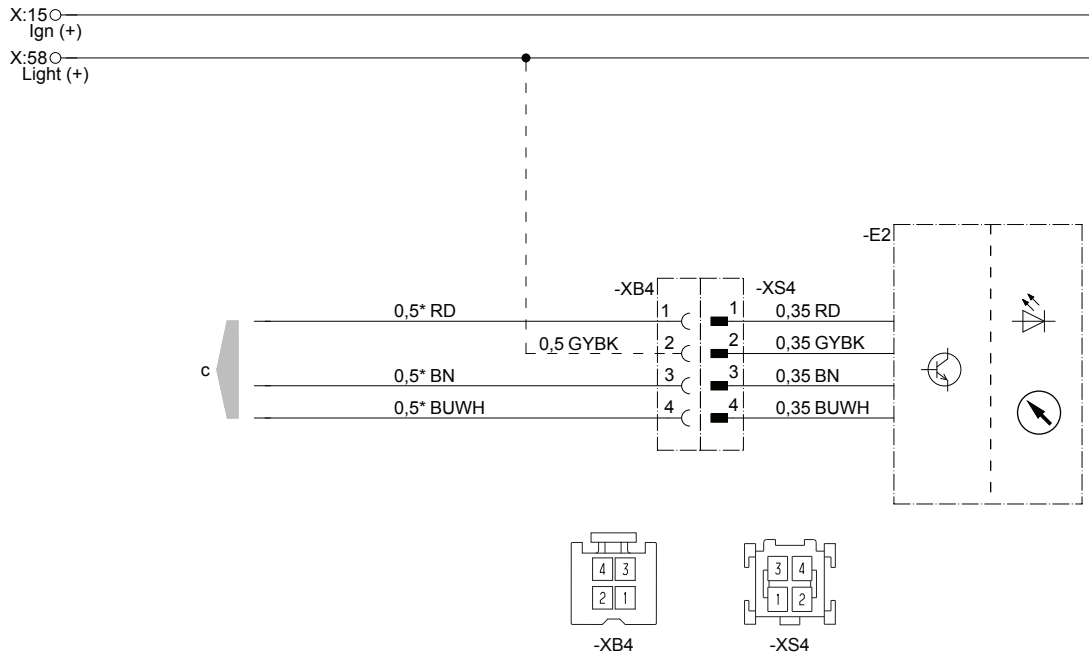 X:15
Ign (+)
X:58
Light (+)
-E2
-XB4 -XS4
0,5* RD 1 1 0,35 RD
0,5 GYBK 2 2 0,35 GYBK
c
0,5* BN 3 3 0,35 BN
0,5* BUWH 4 4 0,35 BUWH
4 3 3 4
2 1 1 2
-XB4 -XS4